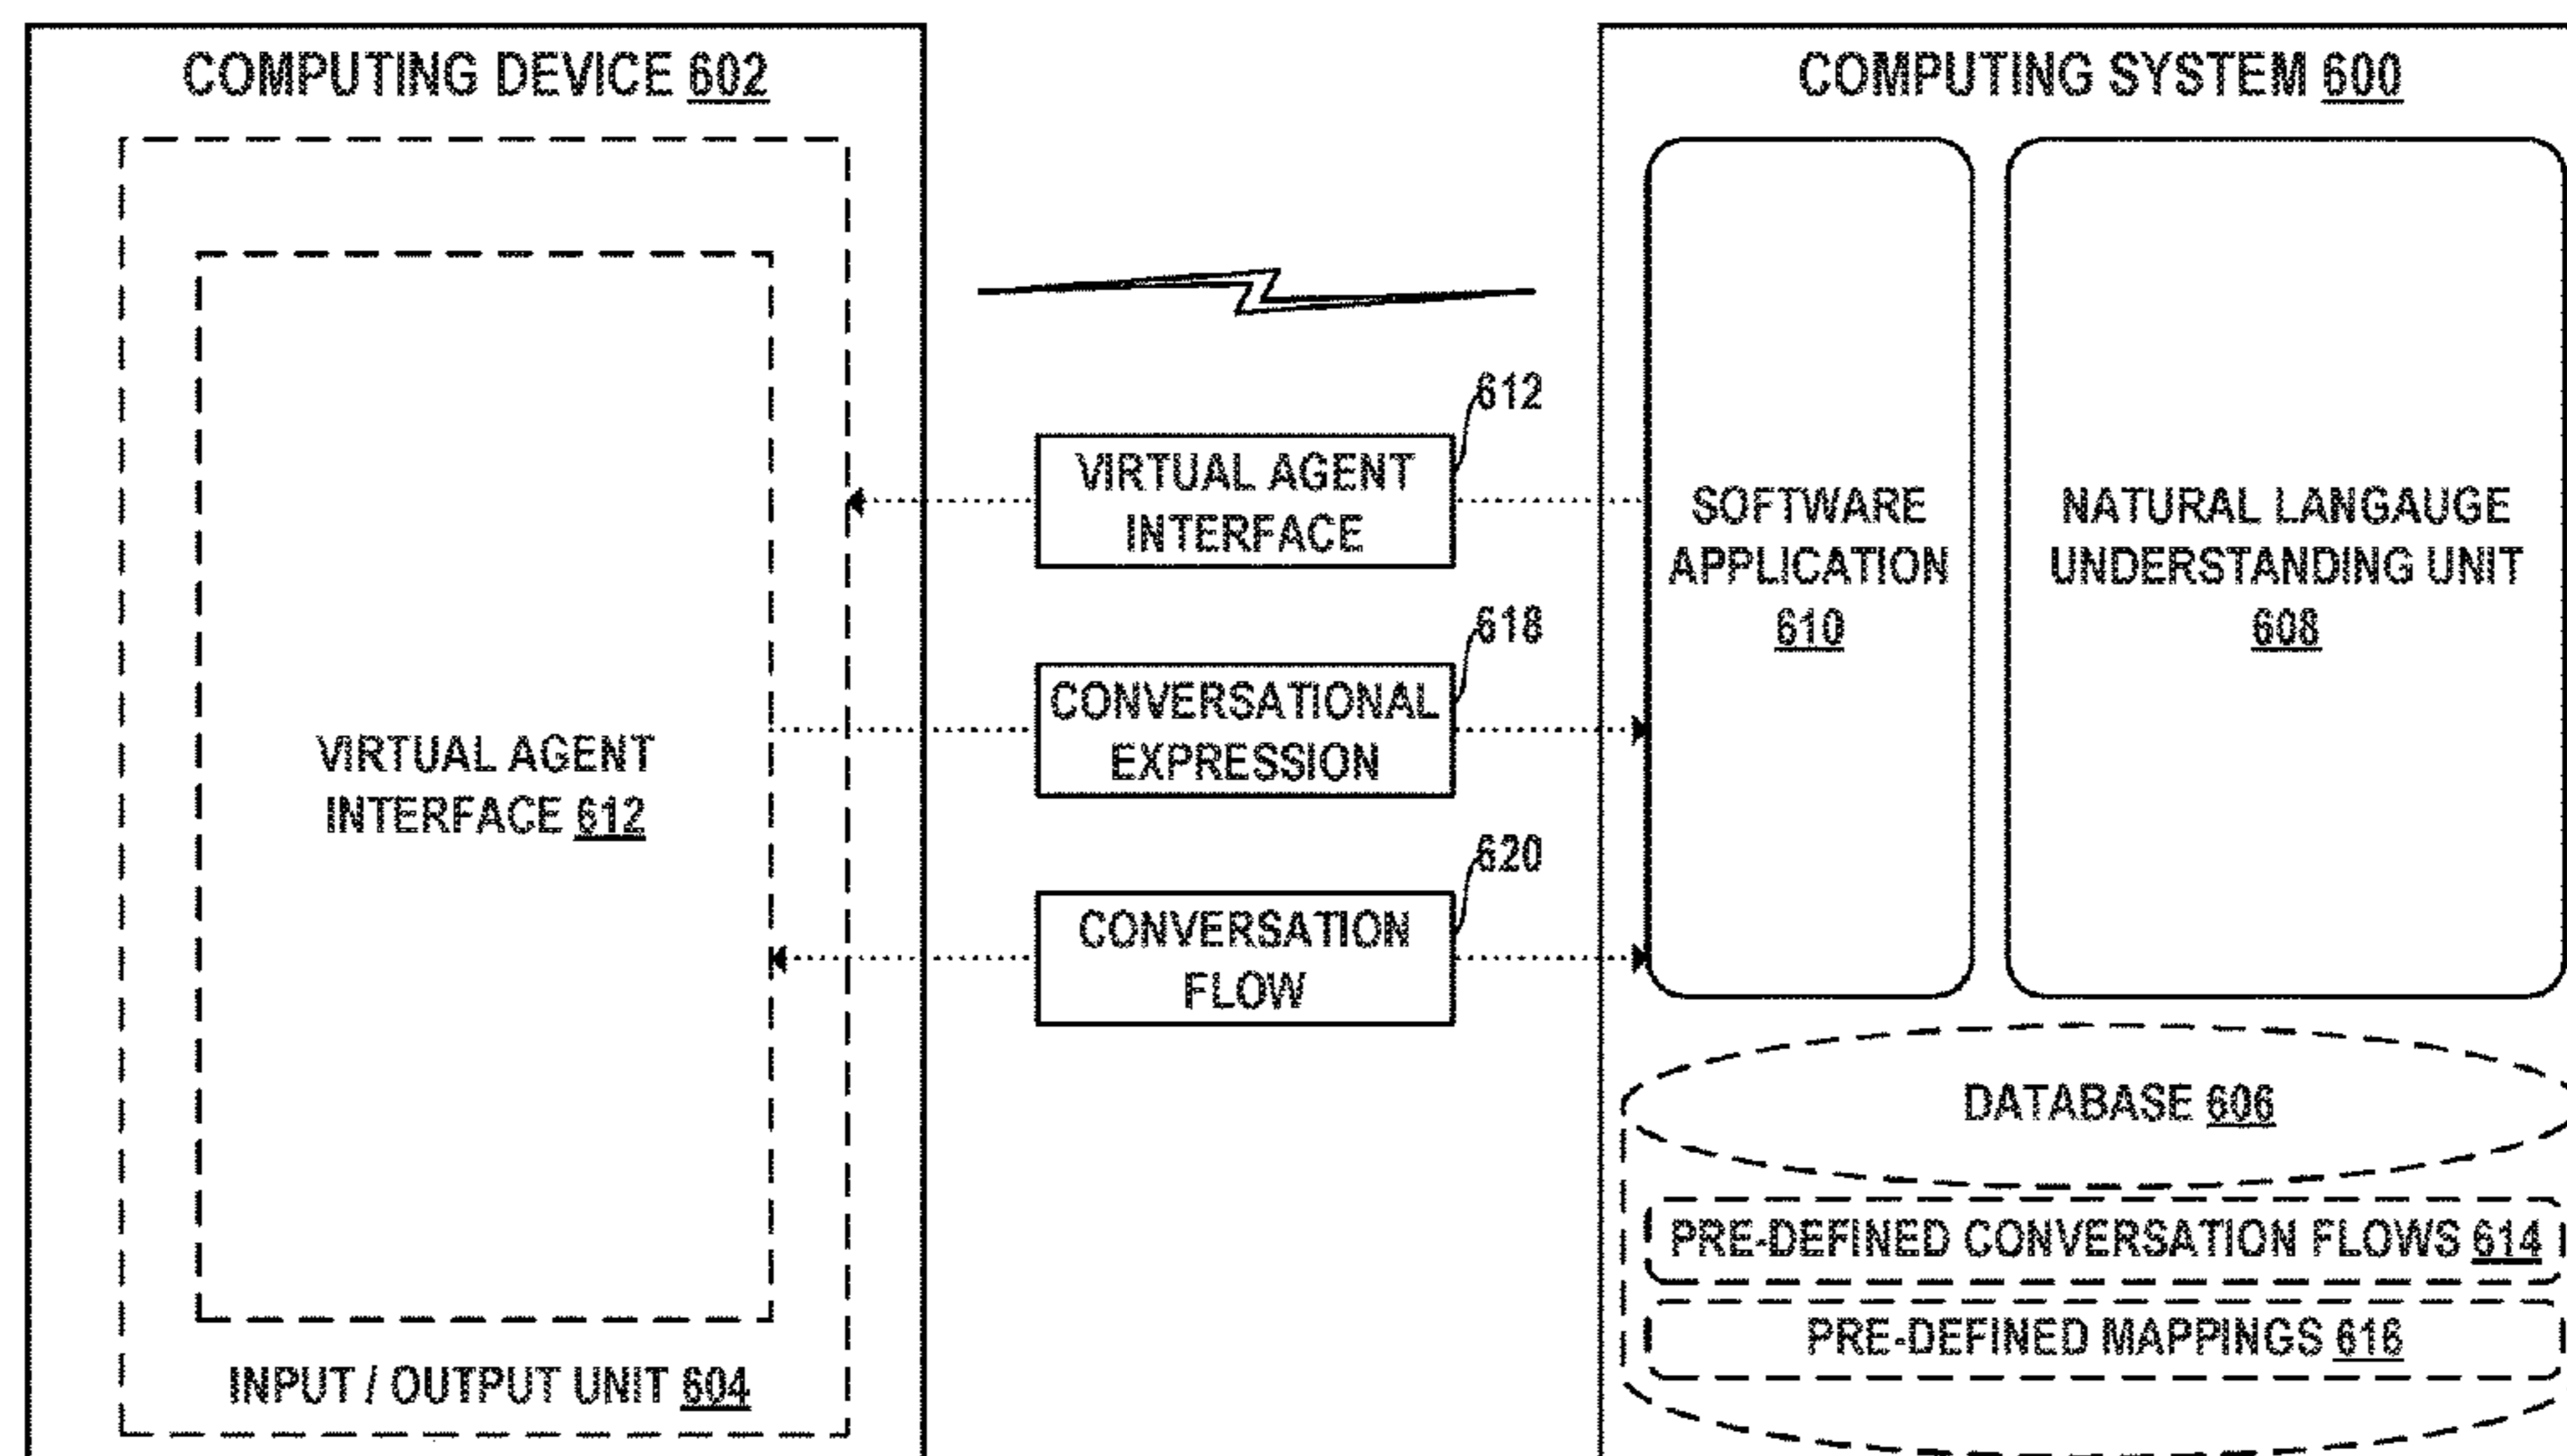 COMPUTING DEVICE 602
VIRTUAL AGENT
INTERFACE 612
INPUT / OUTPUT UNIT 604
612
VIRTUAL AGENT
INTERFACE
618
CONVERSATIONAL
EXPRESSION
620
CONVERSATION
FLOW
COMPUTING SYSTEM 600
SOFTWARE
APPLICATION
610
NATURAL LANGAUGE
UNDERSTANDING UNIT
608
DATABASE 606
PRE-DEFINED CONVERSATION FLOWS 614
PRE-DEFINED MAPPINGS 616